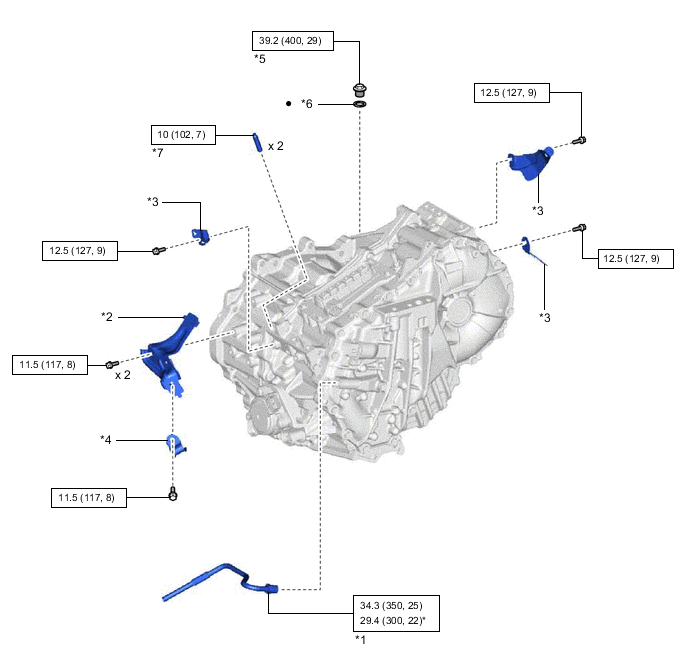 39.2 (400, 29)
*5
*6
12.5 (127, 9)
10 (102, 7)
x 2
*7
*3
*3
12.5 (127, 9)
12.5 (127, 9)
*3
*2
11.5 (117, 8)
x 2
*4
11.5 (117, 8)
34.3 (350, 25)
29.4 (300, 22)*
*1